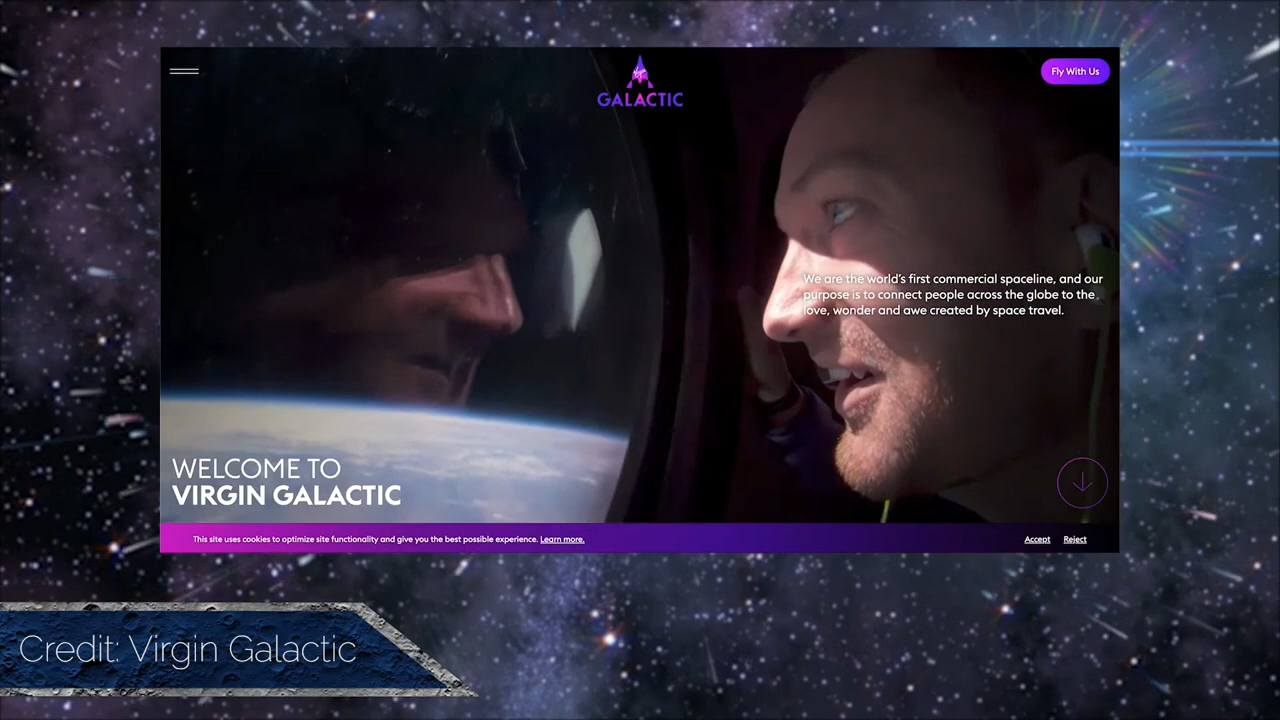 Virgin
GALACTIC
Fly With Us
We are the world's first commercial spaceline, and our
purpose is to connect people across the globe to the
love, wonder and awe created by space travel.
WELCOME TO
VIRGIN GALACTIC
This site uses cookies to optimize site functionality and give you the best possible experience. Learn more.
Accept
Reject
Credit: Virgin Galactic